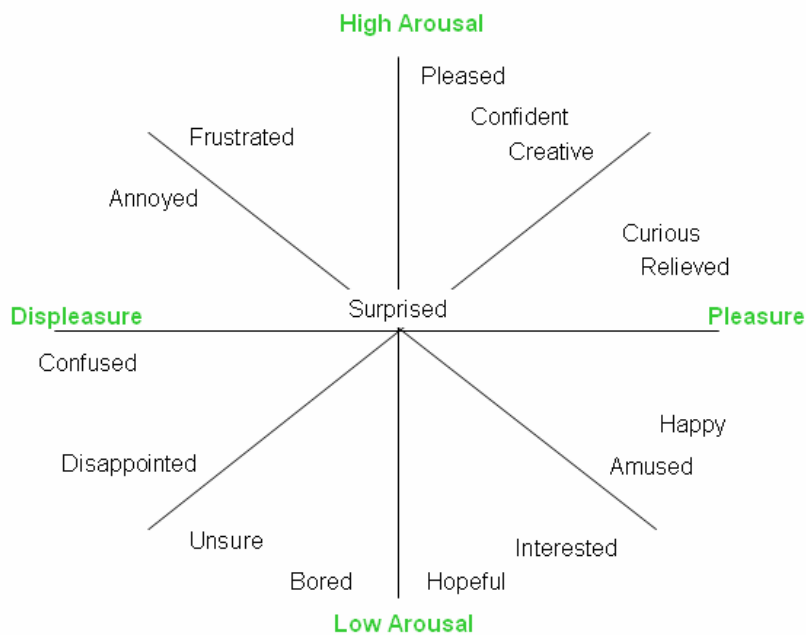 High Arousal
Pleased
Confident
Frustrated
Creative
Annoyed
Curious
Relieved
Surprised
Displeasure
Pleasure
Confused
Happy
Disappointed
Amused
Unsure
Interested
Bored
Hopeful
Low Arousal